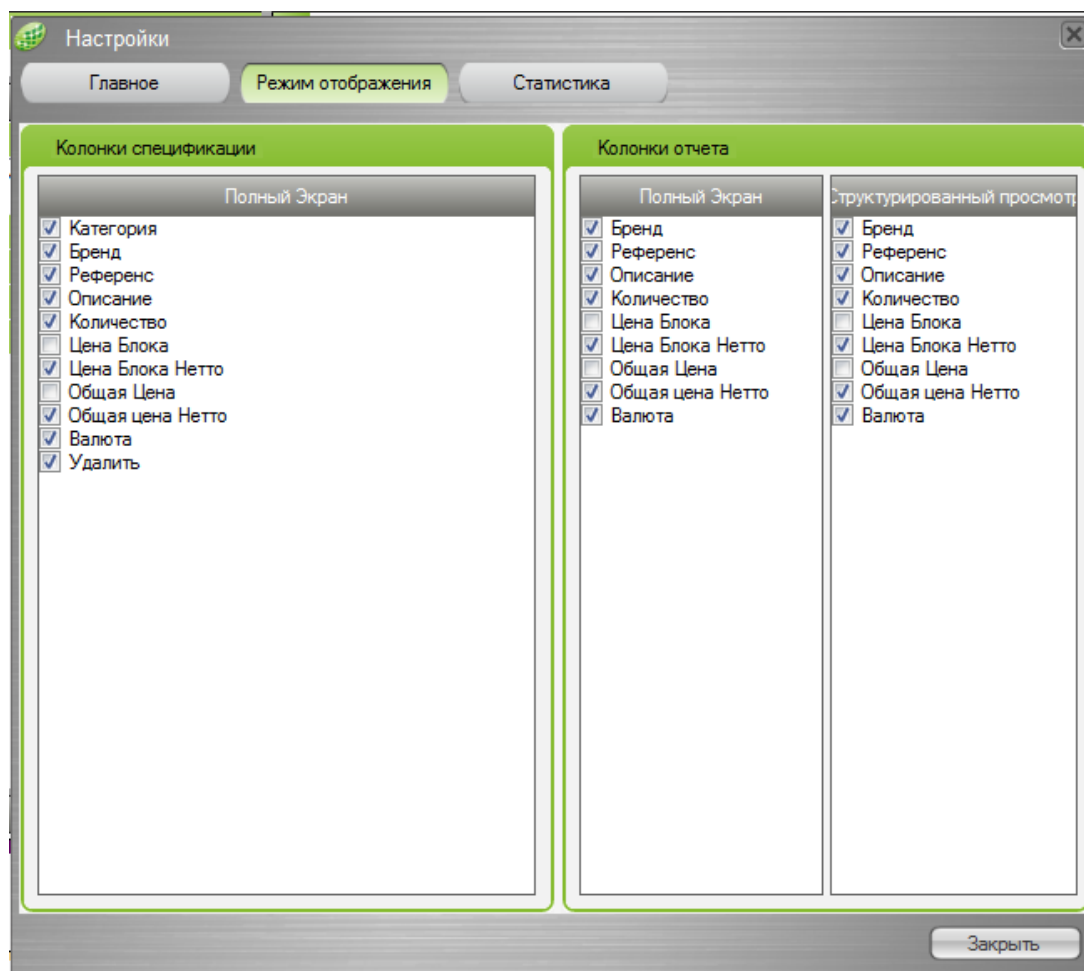 Настройки
Главное
Режим отображения
Статистика
Колонки спецификации
Полный Экран
Категория
Бренд
Референс
Описание
Количество
Цена Блока
Цена Блока Нетто
Общая Цена
Общая цена Нетто
Валюта
Удалить
Колонки отчета
Полный Экран
Бренд
Референс
Описание
Количество
Цена Блока
Цена Блока Нетто
Общая Цена
Общая цена Нетто
Валюта
Структурированный просмотр
Бренд
Референс
Описание
Количество
Цена Блока
Цена Блока Нетто
Общая Цена
Общая цена Нетто
Валюта
Закрыть